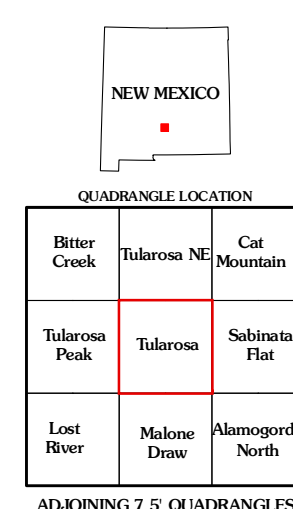 NEW MEXICO
QUADRANGLE LOCATION
Bitter Creek
Tularosa NE
Cat Mountain
Tularosa Peak
Tularosa
Sabinata Flat
Lost River
Malone Draw
Alamogord North
ADJOINING 7.5' QUADRANGLES